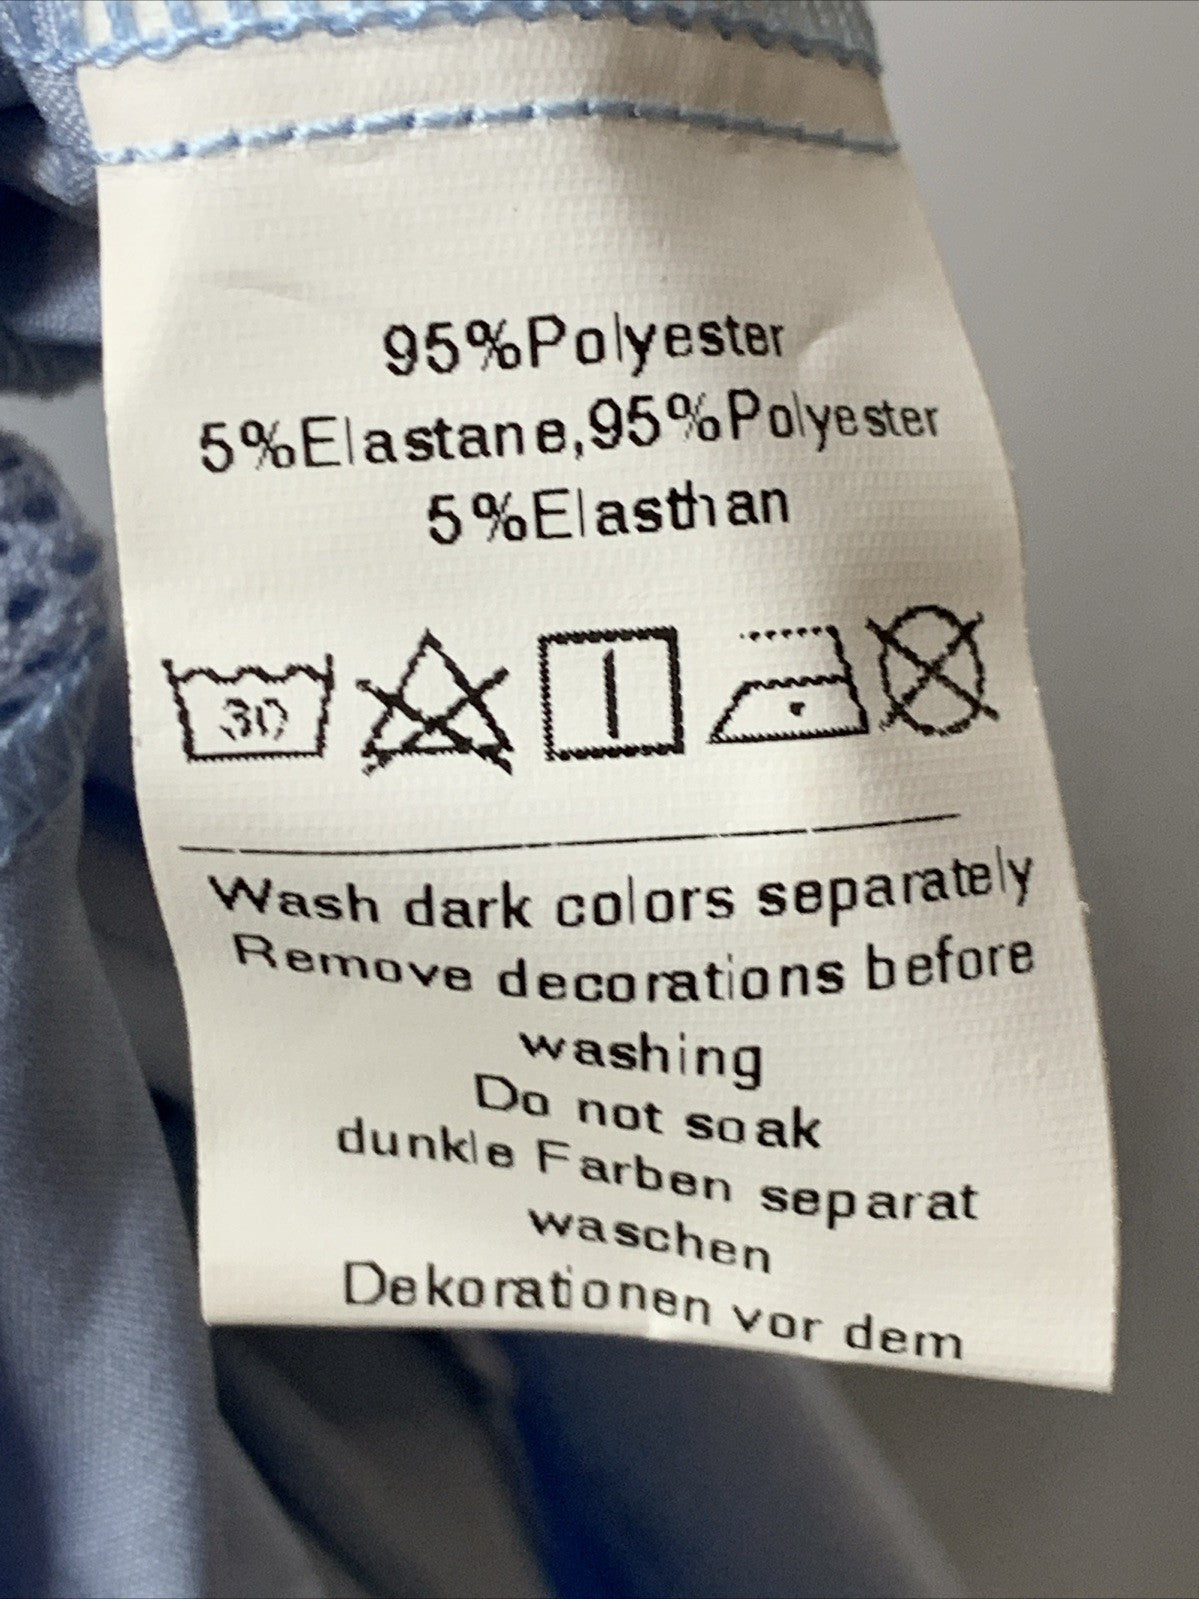 95%Polyester
5%Elastane,95%Polyester
5%Elasthan
30
Wash dark colors separately
Remove decorations before
washing
Do not soak
dunkle Farben separat
waschen
Dekorationen vor dem